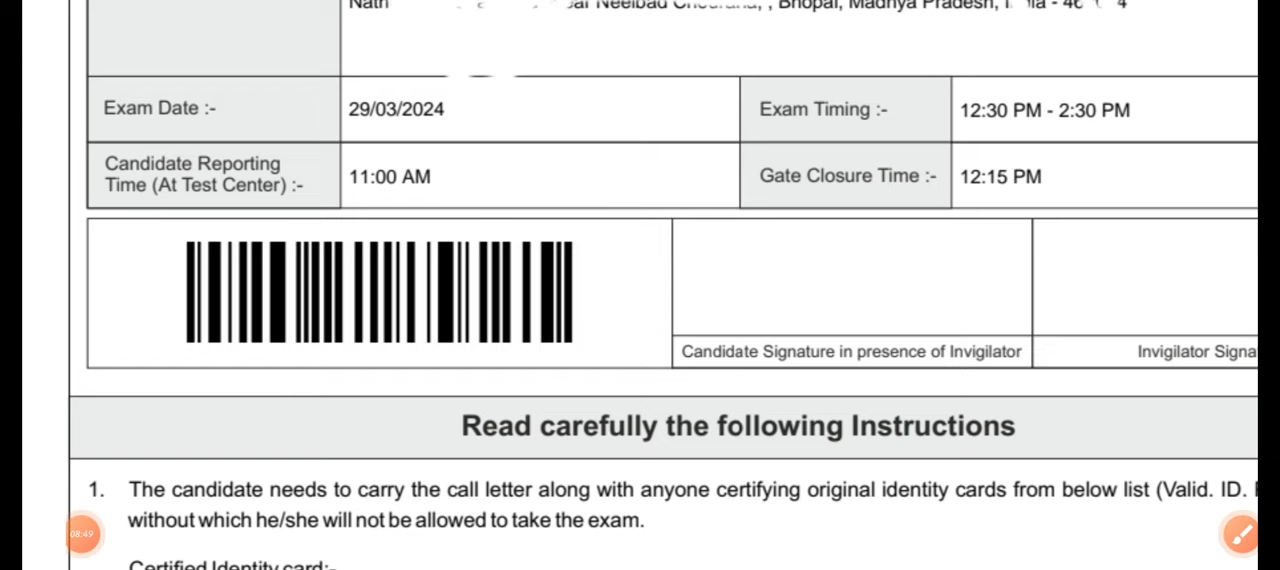 Nath Neelbad , , Bhopal, Madhya Pradesh,
Exam Date :- 29/03/2024 Exam Timing :- 12:30 PM - 2:30 PM
Candidate Reporting
Time (At Test Center) :- 11:00 AM Gate Closure Time :- 12:15 PM
Candidate Signature in presence of Invigilator Invigilator Signa
Read carefully the following Instructions
1. The candidate needs to carry the call letter along with anyone certifying original identity cards from below list (Valid. ID.
without which he/she will not be allowed to take the exam.
08:49
Certified Identity card:-